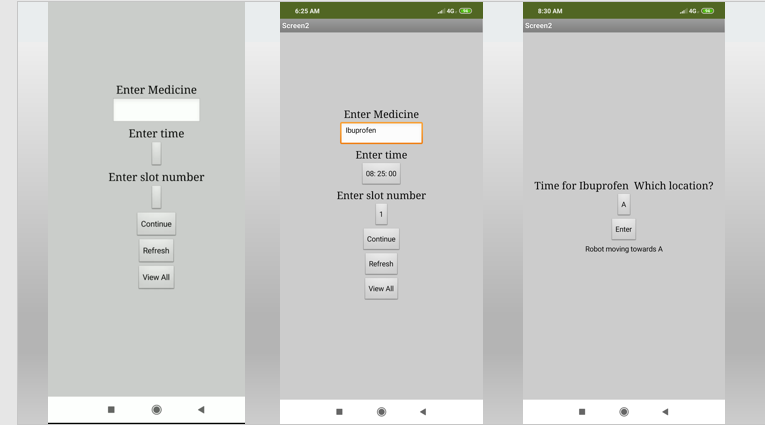 Enter Medicine
Enter time
Enter slot number
Continue
Refresh
View All
6:25 AM
4G
96
Screen2
Enter Medicine
Ibuprofen
Enter time
08: 25: 00
Enter slot number
1
Continue
Refresh
View All
8:30 AM
4G
Screen2
Time for Ibuprofen Which location?
A
Enter
Robot moving towards A